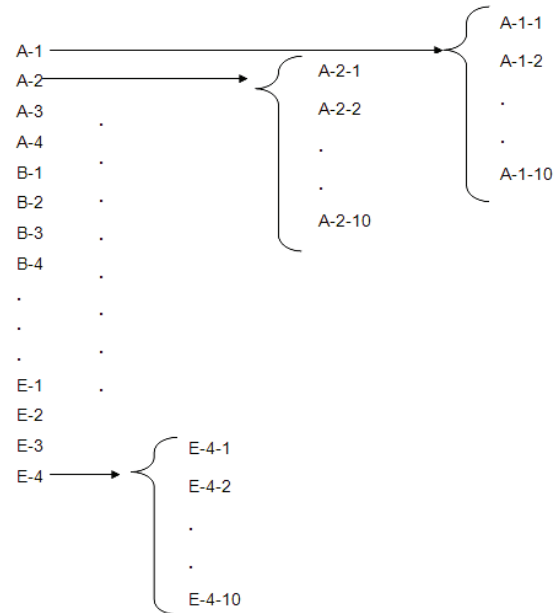 A-1
A-2
A-3
A-4
B-1
B-2
B-3
B-4
.
.
.
E-1
E-2
E-3
E-4
.
.
.
.
.
.
.
.
A-2-1
A-2-2
.
.
A-2-10
A-1-1
A-1-2
.
.
A-1-10
E-4-1
E-4-2
.
.
E-4-10